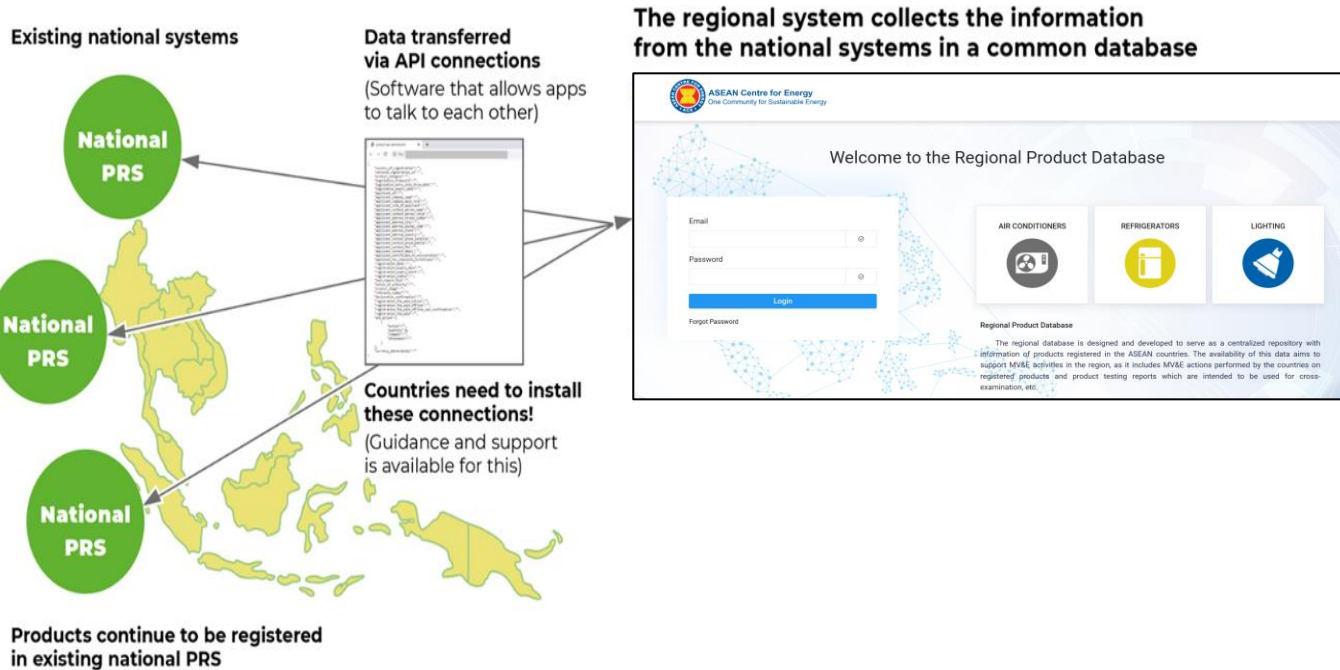 Existing national systems
National
PRS
National
PRS
National
PRS
Products continue to be registered
in existing national PRS
Data transferred
via API connections
(Software that allows apps
to talk to each other)
Countries need to install
these connections!
(Guidance and support
is available for this)
The regional system collects the information
from the national systems in a common database
ASEAN Centre for Energy
One Community for Sustainable Energy
Welcome to the Regional Product Database
Email
Password
Login
Forgot Password
AIR CONDITIONERS
REFRIGERATORS
LIGHTING
Regional Product Database
The regional database is designed and developed to serve as a centralized repository with
information of products registered in the ASEAN countries. The availability of this data aims to
support MV&E activities in the region, as it includes MV&E actions performed by the countries on
registered products and product testing reports which are intended to be used for cross-
examination, etc.